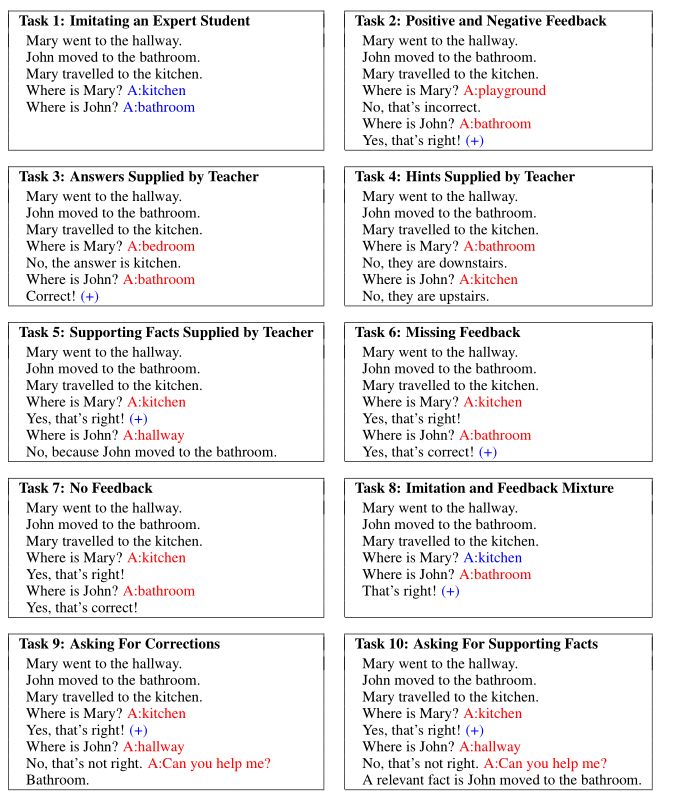 Task 1: Imitating an Expert Student
Mary went to the hallway.
John moved to the bathroom.
Mary travelled to the kitchen.
Where is Mary? A:kitchen
Where is John? A:bathroom
Task 2: Positive and Negative Feedback
Mary went to the hallway.
John moved to the bathroom.
Mary travelled to the kitchen.
Where is Mary? A:playground
No, that's incorrect.
Where is John? A:bathroom
Yes, that's right! (+)
Task 3: Answers Supplied by Teacher
Mary went to the hallway.
John moved to the bathroom.
Mary travelled to the kitchen.
Where is Mary? A:bedroom
No, the answer is kitchen.
Where is John? A:bathroom
Correct! (+)
Task 4: Hints Supplied by Teacher
Mary went to the hallway.
John moved to the bathroom.
Mary travelled to the kitchen.
Where is Mary? A:bathroom
No, they are downstairs.
Where is John? A:kitchen
No, they are upstairs.
Task 5: Supporting Facts Supplied by Teacher
Mary went to the hallway.
John moved to the bathroom.
Mary travelled to the kitchen.
Where is Mary? A:kitchen
Yes, that's right! (+)
Where is John? A:hallway
No, because John moved to the bathroom.
Task 6: Missing Feedback
Mary went to the hallway.
John moved to the bathroom.
Mary travelled to the kitchen.
Where is Mary? A:kitchen
Yes, that's right!
Where is John? A:bathroom
Yes, that's correct! (+)
Task 7: No Feedback
Mary went to the hallway.
John moved to the bathroom.
Mary travelled to the kitchen.
Where is Mary? A:kitchen
Yes, that's right!
Where is John? A:bathroom
Yes, that's correct!
Task 8: Imitation and Feedback Mixture
Mary went to the hallway.
John moved to the bathroom.
Mary travelled to the kitchen.
Where is Mary? A:kitchen
Where is John? A:bathroom
That's right! (+)
Task 9: Asking For Corrections
Mary went to the hallway.
John moved to the bathroom.
Mary travelled to the kitchen.
Where is Mary? A:kitchen
Yes, that's right! (+)
Where is John? A:hallway
No, that's not right. A:Can you help me?
Bathroom.
Task 10: Asking For Supporting Facts
Mary went to the hallway.
John moved to the bathroom.
Mary travelled to the kitchen.
Where is Mary? A:kitchen
Yes, that's right! (+)
Where is John? A:hallway
No, that's not right. A:Can you help me?
A relevant fact is John moved to the bathroom.